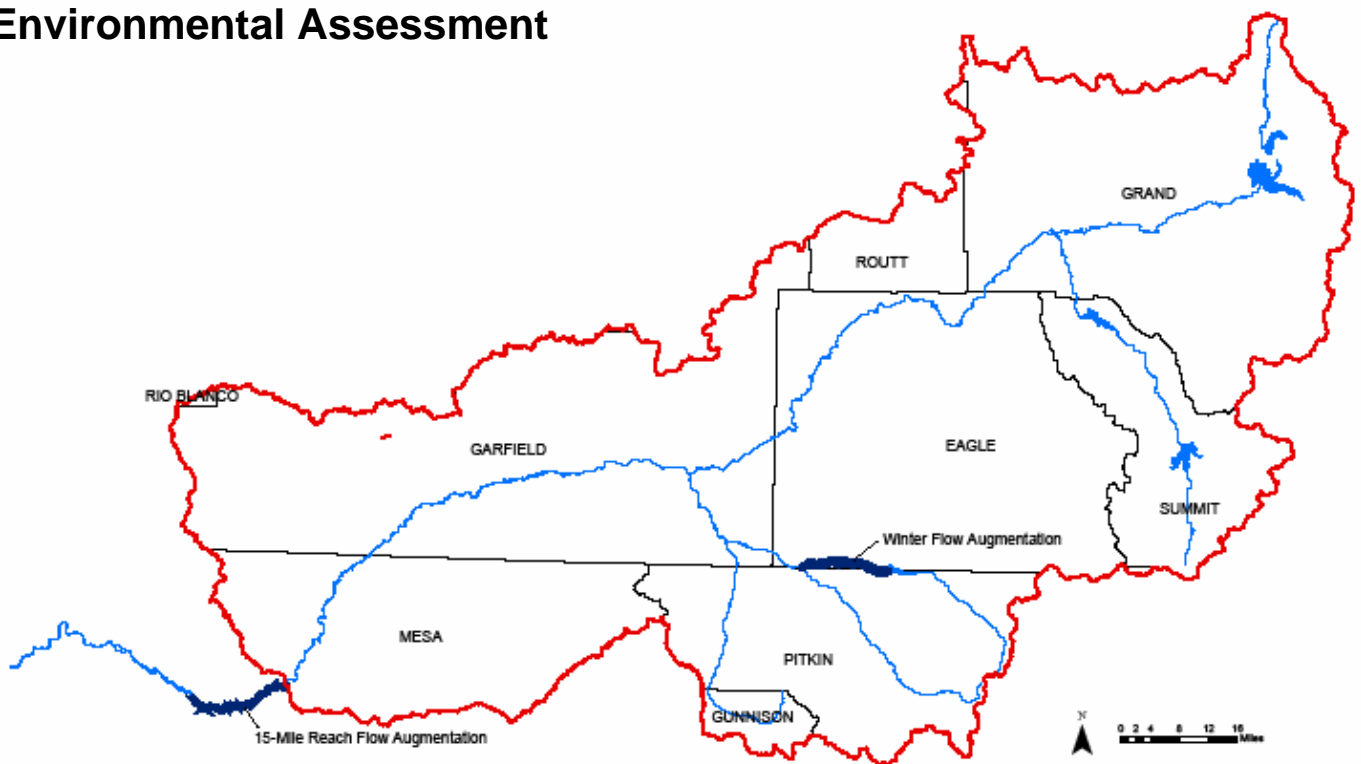 Environmental Assessment
GRAND
ROUTT
RIO BLANCO
GARFIELD
EAGLE
SUMMIT
Winter Flow Augmentation
MESA
PITKIN
GUNNISON
15-Mile Reach Flow Augmentation
N
0 2 4 8 12 16
Miles